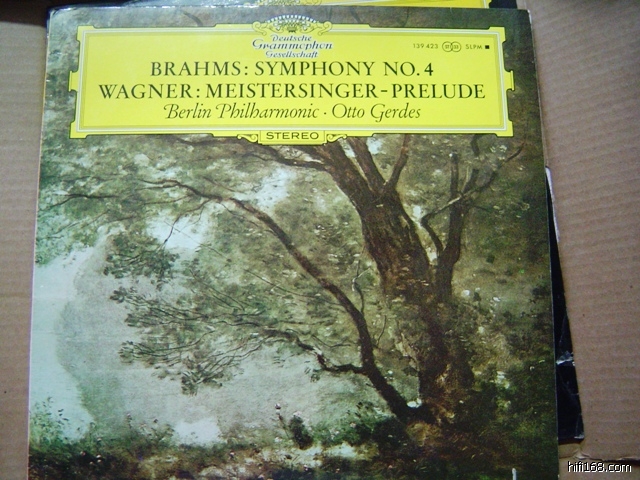 Deutsche
Grammophon
Gesellschaft
139 423 SLPM
BRAHMS: SYMPHONY NO. 4
WAGNER: MEISTERSINGER-PRELUDE
Berlin Philharmonic · Otto Gerdes
STEREO
hifi168.com